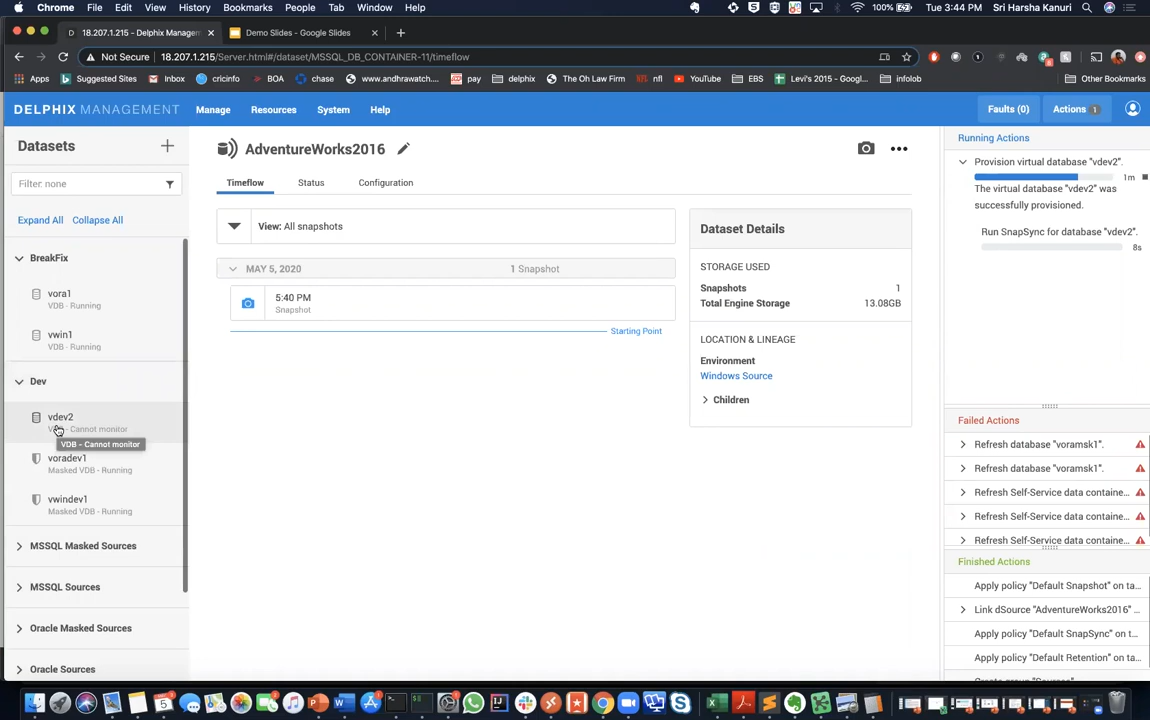 Chrome File Edit View History Bookmarks People Tab Window Help
100% Tue 3:44 PM Sri Harsha Kanuri
18.207.1.215 - Delphix Managem
Demo Slides - Google Slides
Not Secure 18.207.1.215/Server.html#/dataset/MSSQL_DB_CONTAINER-11/timeflow
Apps Suggested Sites Inbox cricinfo BOA chase www.andhrawatch.... pay delphix The Oh Law Firm nfl YouTube EBS Levi's 2015 - Googl... infolob Other Bookmarks
DELPHIX MANAGEMENT Manage Resources System Help Faults (0) Actions 1
Datasets
Filter: none
Expand All Collapse All
BreakFix
vora1
VDB - Running
vwin1
VDB - Running
Dev
vdev2
VDB - Cannot monitor
VDB - Cannot monitor
voradev1
Masked VDB - Running
vwindev1
Masked VDB - Running
MSSQL Masked Sources
MSSQL Sources
Oracle Masked Sources
Oracle Sources
AdventureWorks2016
Timeflow Status Configuration
View: All snapshots
MAY 5, 2020 1 Snapshot
5:40 PM
Snapshot
Starting Point
Dataset Details
STORAGE USED
Snapshots 1
Total Engine Storage 13.08GB
LOCATION & LINEAGE
Environment
Windows Source
Children
Running Actions
Provision virtual database "vdev2".
1m
The virtual database "vdev2" was
successfully provisioned.
Run SnapSync for database "vdev2".
8s
Failed Actions
Refresh database "voramsk1".
Refresh database "voramsk1".
Refresh Self-Service data containe...
Refresh Self-Service data containe...
Refresh Self-Service data containe...
Finished Actions
Apply policy "Default Snapshot" on ta...
Link dSource "AdventureWorks2016" ...
Apply policy "Default SnapSync" on t...
Apply policy "Default Retention" on ta...